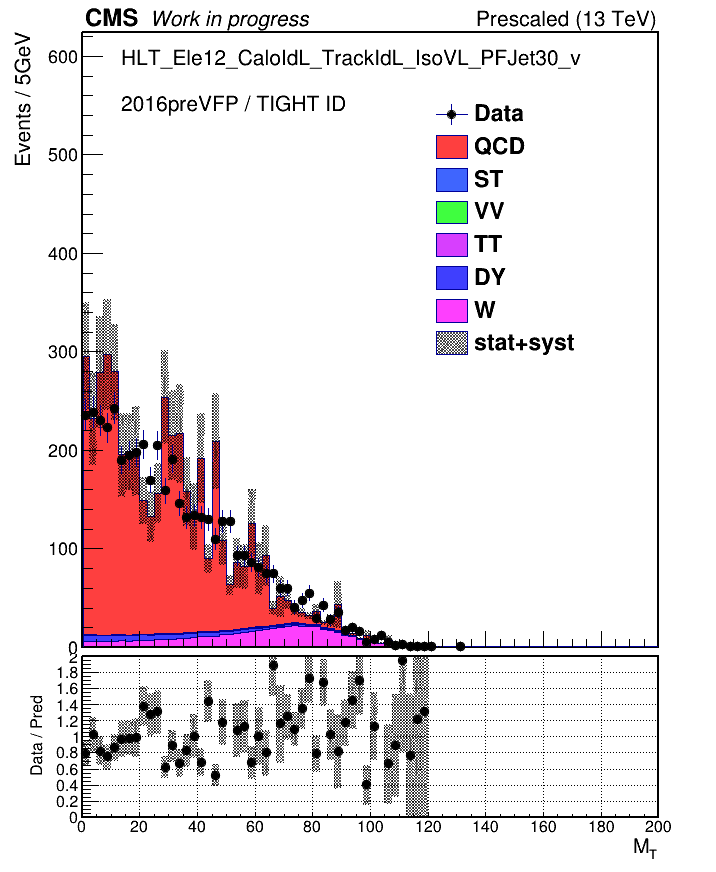 CMS Work in progress Prescaled (13 TeV)
Events / 5GeV
HLT_Ele12_CaloIdL_TrackIdL_IsoVL_PFJet30_v
2016preVFP / TIGHT ID
Data
QCD
ST
VV
TT
DY
W
stat+syst
600
500
400
300
200
100
0
Data / Pred
2
1.8
1.6
1.4
1.2
1
0.8
0.6
0.4
0.2
0
0 20 40 60 80 100 120 140 160 180 200
M_T